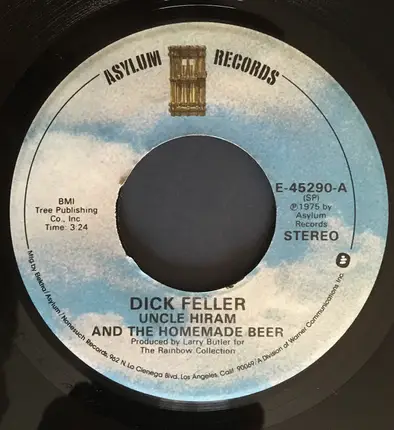 ASYLUM RECORDS
BMI
Tree Publishing
Co., Inc
Time: 3:24
E-45290-A
(SP)
℗1975 by
Asylum
Records
STEREO
DICK FELLER
UNCLE HIRAM
AND THE HOMEMADE BEER
Produced by Larry Butler for
The Rainbow Collection
Mfg by Elektra/Asylum/Nonesuch Records, 962 N. La Cienega Blvd., Los Angeles, Calif. 90069/A Division of Warner Communications Inc.